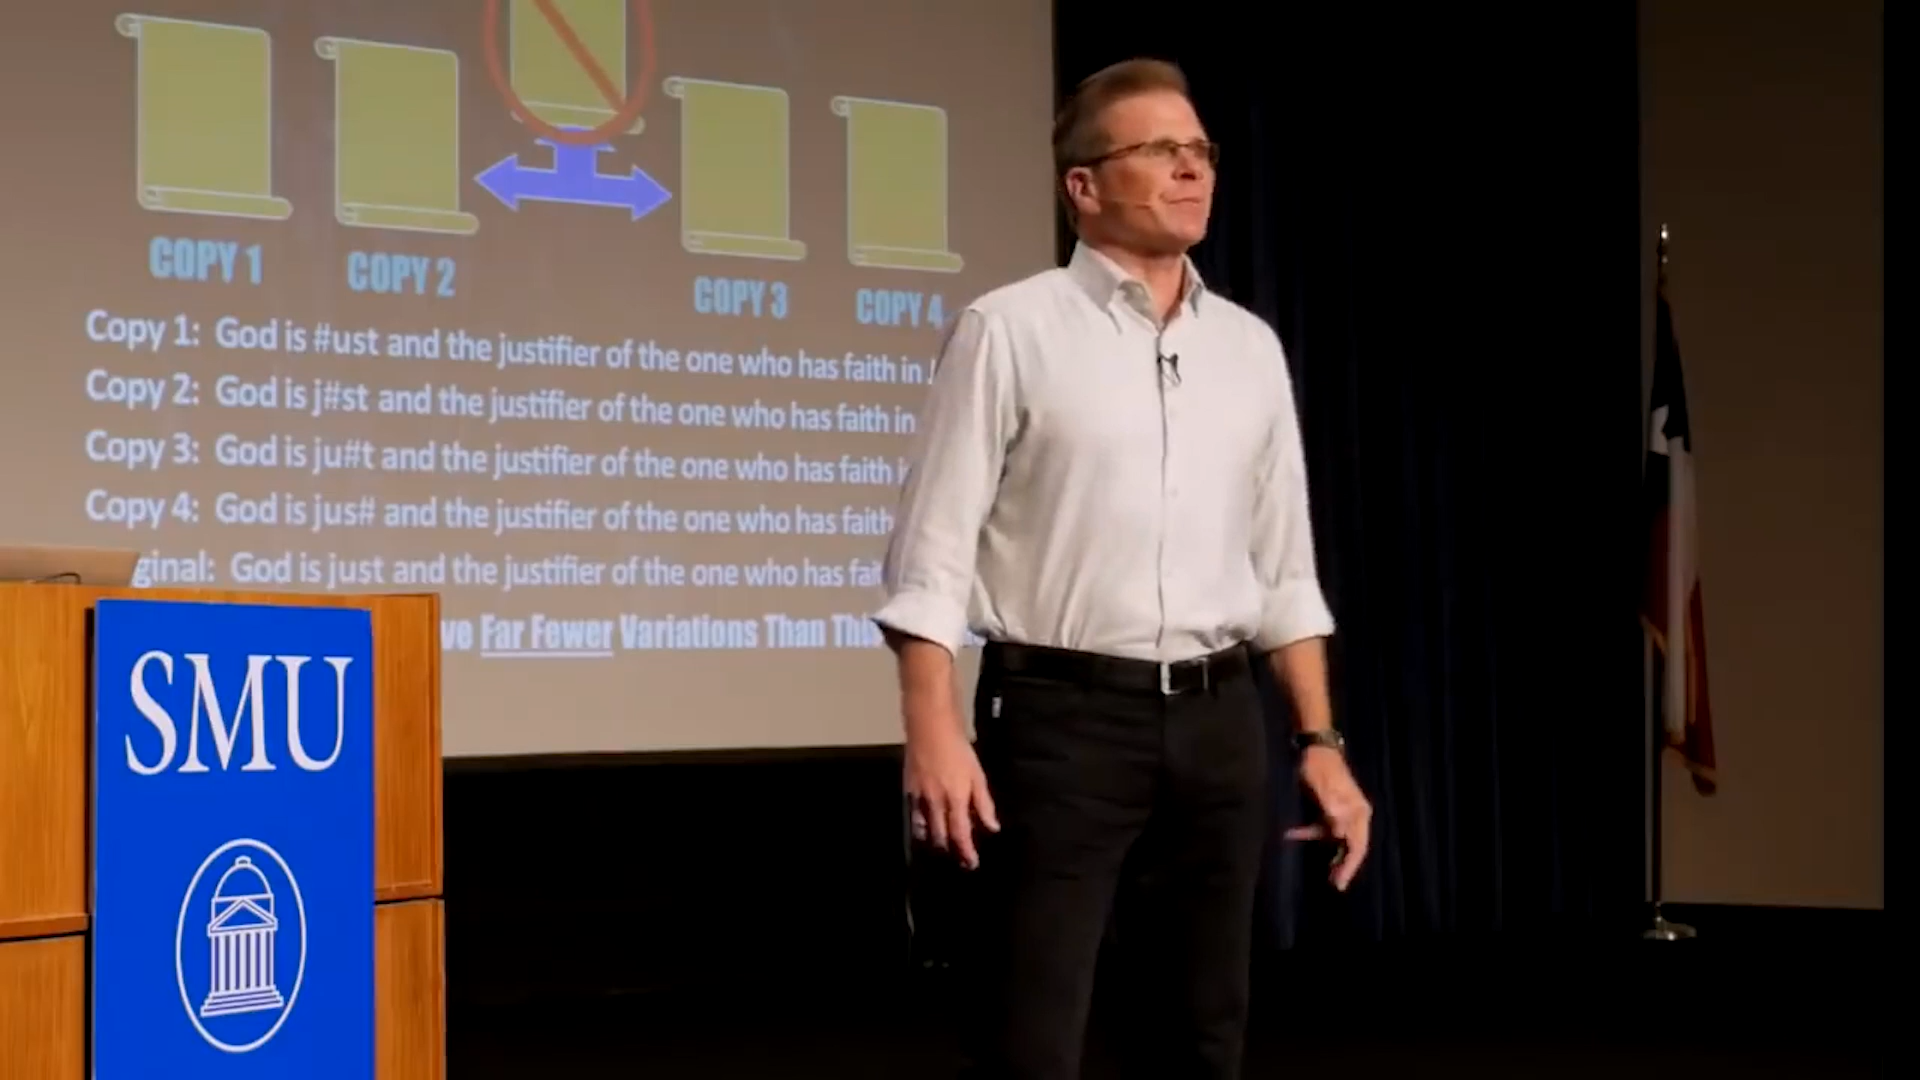 COPY 1
COPY 2
COPY 3
COPY 4
Copy 1: God is #ust and the justifier of the one who has faith in
Copy 2: God is j#st and the justifier of the one who has faith in
Copy 3: God is ju#t and the justifier of the one who has faith
Copy 4: God is jus# and the justifier of the one who has faith
ginal: God is just and the justifier of the one who has fai
ve Far Fewer Variations Than
SMU